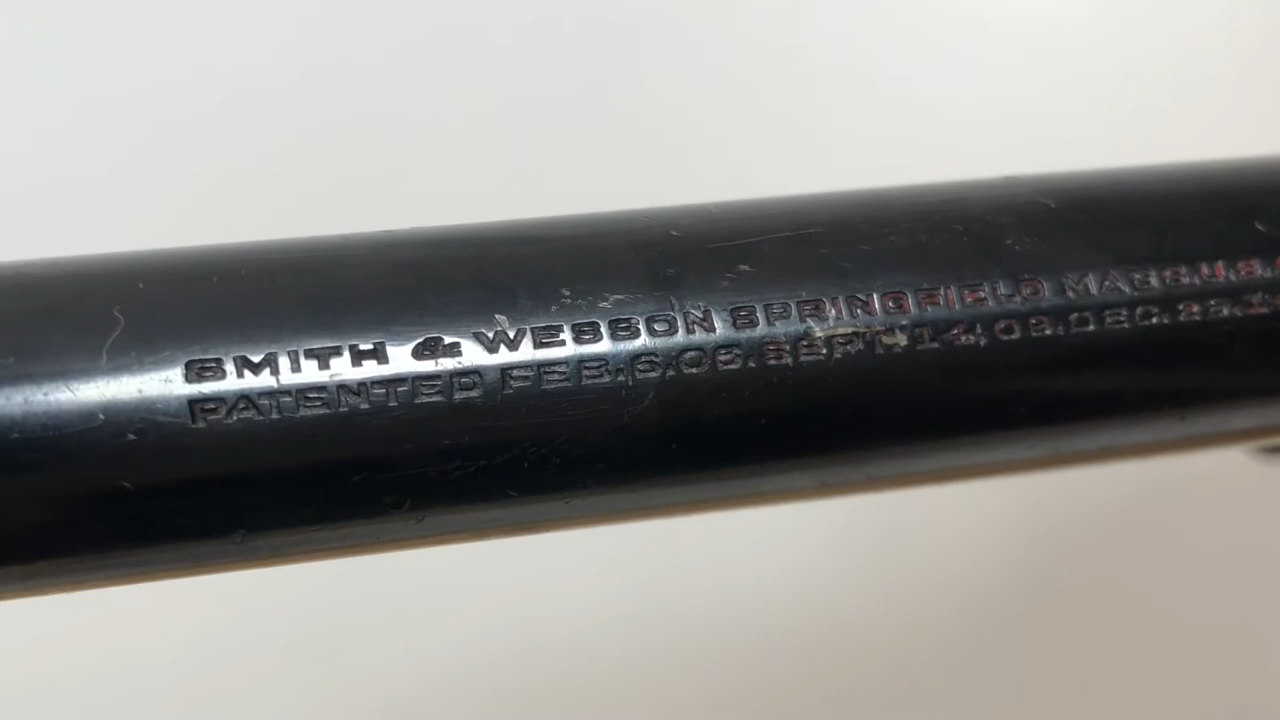 SMITH & WESSON SPRINGFIELD MASS.U.S.
PATENTED FEB.6.06.SEPT.14.09.DEC.29.